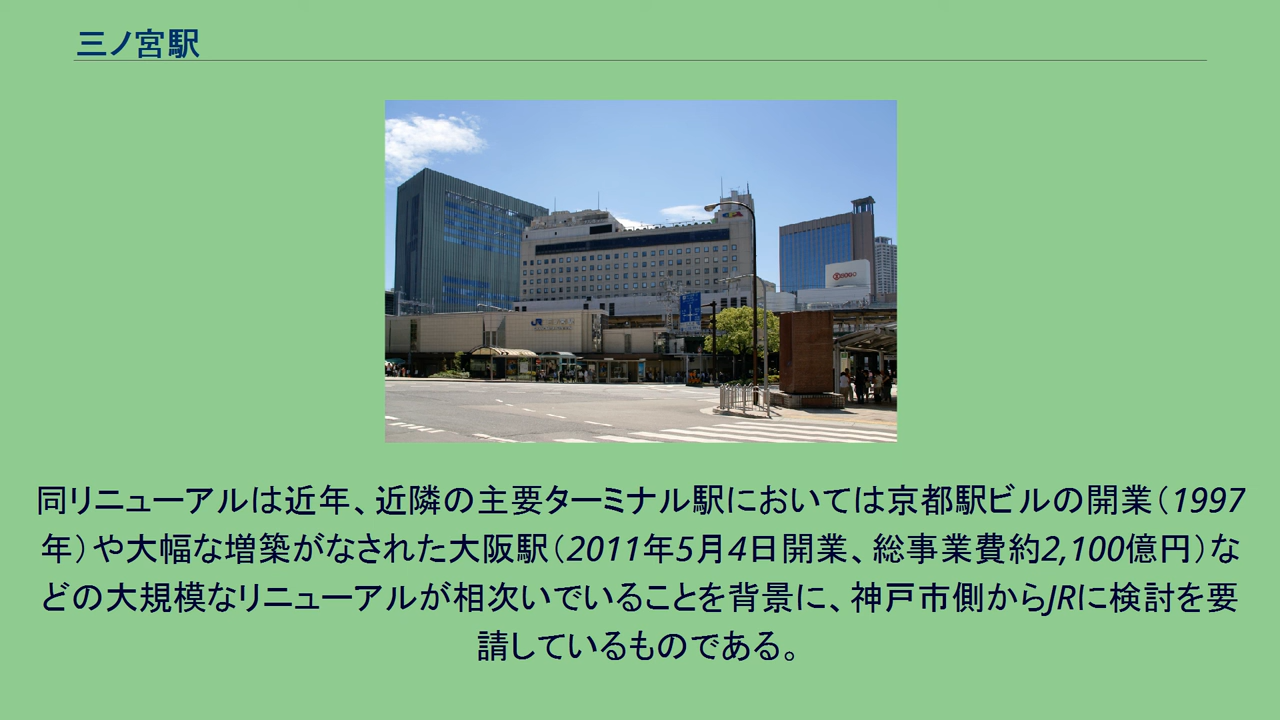 三ノ宮駅
JR
同リニューアルは近年、近隣の主要ターミナル駅においては京都駅ビルの開業（1997
年）や大幅な増築がなされた大阪駅（2011年5月4日開業、総事業費約2,100億円）な
どの大規模なリニューアルが相次いでいることを背景に、神戸市側からJRに検討を要
請しているものである。